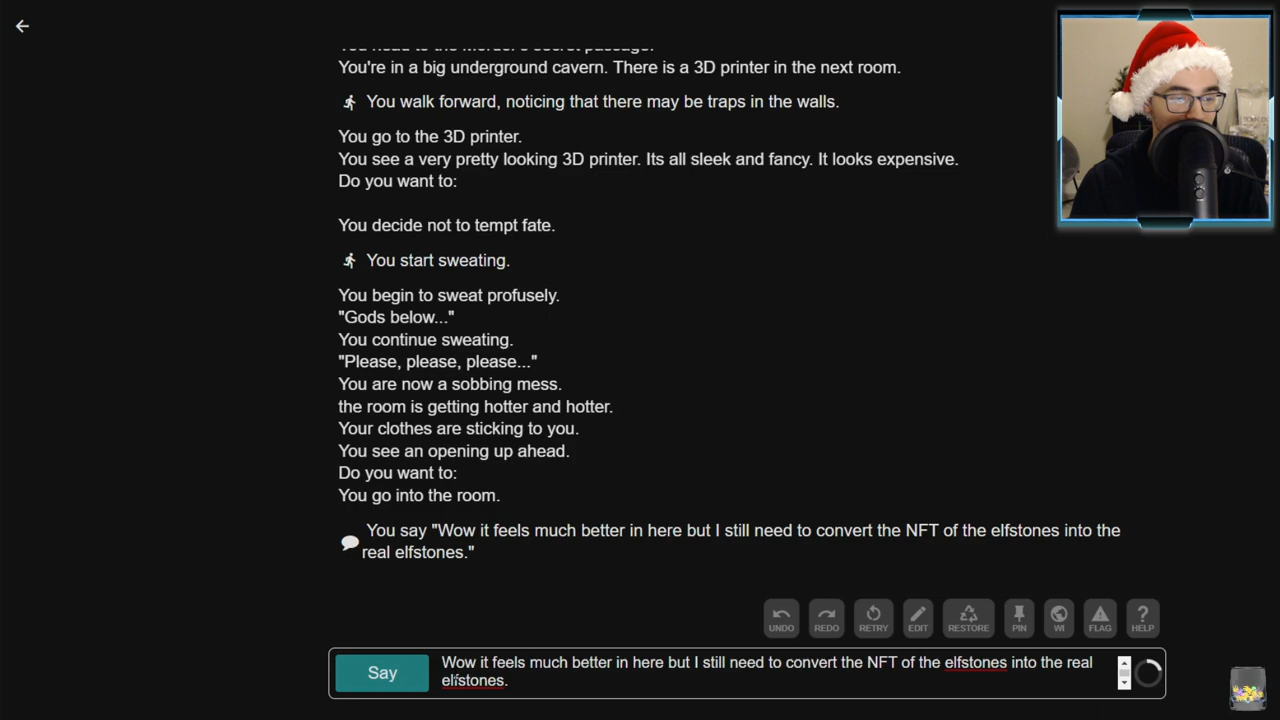 You're in a big underground cavern. There is a 3D printer in the next room.
You walk forward, noticing that there may be traps in the walls.
You go to the 3D printer.
You see a very pretty looking 3D printer. Its all sleek and fancy. It looks expensive.
Do you want to:
You decide not to tempt fate.
You start sweating.
You begin to sweat profusely.
"Gods below..."
You continue sweating.
"Please, please, please..."
You are now a sobbing mess.
the room is getting hotter and hotter.
Your clothes are sticking to you.
You see an opening up ahead.
Do you want to:
You go into the room.
You say "Wow it feels much better in here but I still need to convert the NFT of the elfstones into the
real elfstones."
UNDO REDO RETRY EDIT RESTORE PIN WI FLAG HELP
Say
Wow it feels much better in here but I still need to convert the NFT of the elfstones into the real
elfstones.